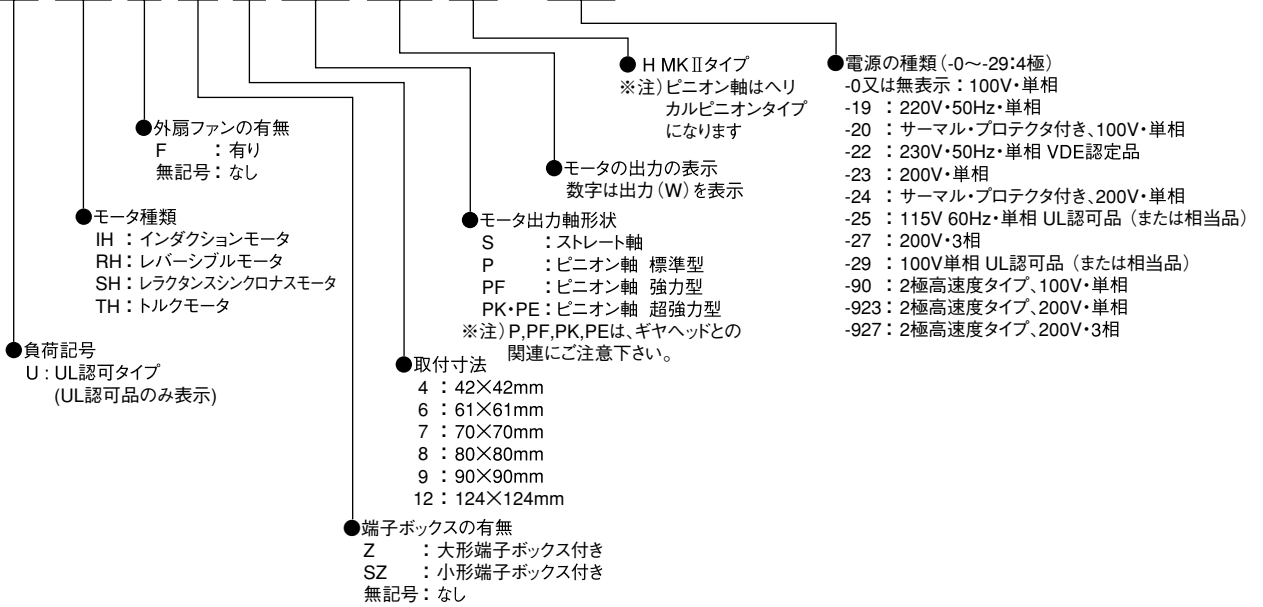 ●H MKⅡタイプ
※注）ピニオン軸はヘリ
カルピニオンタイプ
になります
●電源の種類（-0～-29：4極）
-0又は無表示：100V・単相
-19 ：220V・50Hz・単相
-20 ：サーマル・プロテクタ付き、100V・単相
-22 ：230V・50Hz・単相 VDE認定品
-23 ：200V・単相
-24 ：サーマル・プロテクタ付き、200V・単相
-25 ：115V 60Hz・単相 UL認可品（または相当品）
-27 ：200V・3相
-29 ：100V単相 UL認可品（または相当品）
-90 ：2極高速度タイプ、100V・単相
-923：2極高速度タイプ、200V・単相
-927：2極高速度タイプ、200V・3相
●外扇ファンの有無
F ：有り
無記号：なし
●モータの出力の表示
数字は出力（W）を表示
●モータ種類
IH ：インダクションモータ
RH：レバーシブルモータ
SH：レラクタンスシンクロナスモータ
TH：トルクモータ
●モータ出力軸形状
S ：ストレート軸
P ：ピニオン軸 標準型
PF ：ピニオン軸 強力型
PK・PE：ピニオン軸 超強力型
※注）P,PF,PK,PEは、ギヤヘッドとの
関連にご注意下さい。
●負荷記号
U：UL認可タイプ
(UL認可品のみ表示)
●取付寸法
4 ：42×42mm
6 ：61×61mm
7 ：70×70mm
8 ：80×80mm
9 ：90×90mm
12 ：124×124mm
●端子ボックスの有無
Z ：大形端子ボックス付き
SZ ：小形端子ボックス付き
無記号：なし